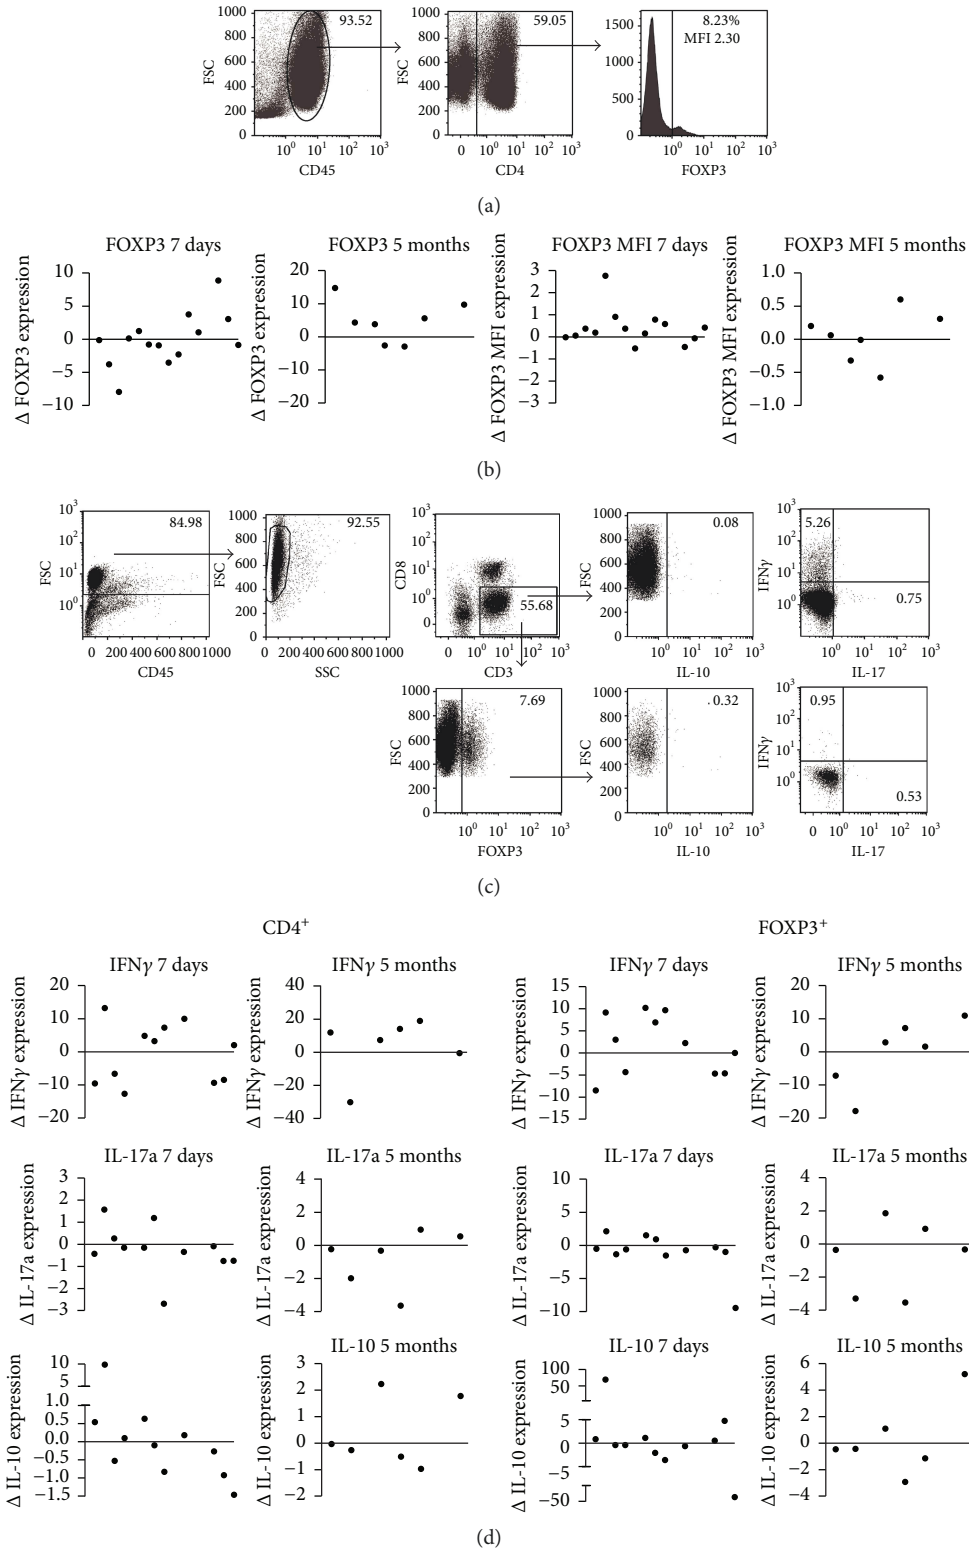 1000
800
600
400
200
0
FSC
93.52
10⁰ 10¹ 10² 10³
CD45
1000
800
600
400
200
0
FSC
59.05
0 10⁰ 10¹ 10² 10³
CD4
1500
1000
500
0
8.23%
MFI 2.30
10⁰ 10¹ 10² 10³
FOXP3
(a)
FOXP3 7 days
Δ FOXP3 expression
10
5
0
−5
−10
FOXP3 5 months
Δ FOXP3 expression
20
10
0
−10
−20
FOXP3 MFI 7 days
Δ FOXP3 MFI expression
3
2
1
0
−1
−2
−3
FOXP3 MFI 5 months
Δ FOXP3 MFI expression
1.0
0.5
0.0
−0.5
−1.0
(b)
10³
10²
10¹
10⁰
FSC
84.98
0 200 400 600 1000
CD45
1000
800
600
400
200
0
FSC
92.55
0 200 400 600 1000
SSC
10³
10²
10¹
10⁰
0
CD8
55.68
0 10⁰ 10¹ 10² 10³
CD3
1000
800
600
400
200
0
FSC
0.08
10⁰ 10¹ 10² 10³
IL-10
10³
10²
10¹
10⁰
IFNγ
5.26
0.75
0 10⁰ 10¹ 10² 10³
IL-17
1000
800
600
400
200
0
FSC
7.69
10⁰ 10¹ 10² 10³
FOXP3
1000
800
600
400
200
0
FSC
0.32
10⁰ 10¹ 10² 10³
IL-10
10³
10²
10¹
10⁰
IFNγ
0.95
0.53
0 10⁰ 10¹ 10² 10³
IL-17
(c)
CD4⁺
FOXP3⁺
IFNγ 7 days
Δ IFNγ expression
20
10
0
−10
−20
IFNγ 5 months
Δ IFNγ expression
40
20
0
−20
−40
IFNγ 7 days
Δ IFNγ expression
15
10
5
0
−5
−10
−15
IFNγ 5 months
Δ IFNγ expression
20
10
0
−10
−20
IL-17a 7 days
Δ IL-17a expression
3
2
1
0
−1
−2
−3
IL-17a 5 months
Δ IL-17a expression
4
2
0
−2
−4
IL-17a 7 days
Δ IL-17a expression
10
5
0
−5
−10
IL-17a 5 months
Δ IL-17a expression
4
2
0
−2
−4
Δ IL-10 expression
10
5
1.0
0.5
0.0
−0.5
−1.0
−1.5
IL-10 5 months
Δ IL-10 expression
3
2
1
0
−1
−2
IL-10 7 days
Δ IL-10 expression
100
50
5
0
−5
−50
IL-10 5 months
Δ IL-10 expression
6
4
2
0
−2
−4
(d)